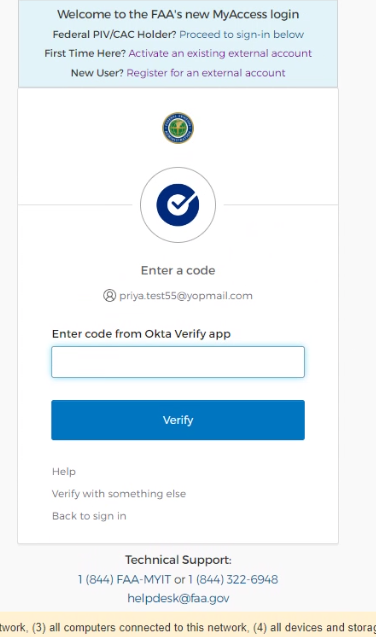 Welcome to the FAA's new MyAccess login
Federal PIV/CAC Holder? Proceed to sign-in below
First Time Here? Activate an existing external account
New User? Register for an external account
Enter a code
priya.test55@yopmail.com
Enter code from Okta Verify app
Verify
Help
Verify with something else
Back to sign in
Technical Support:
1 (844) FAA-MYIT or 1 (844) 322-6948
helpdesk@faa.gov
twork, (3) all computers connected to this network, (4) all devices and storag